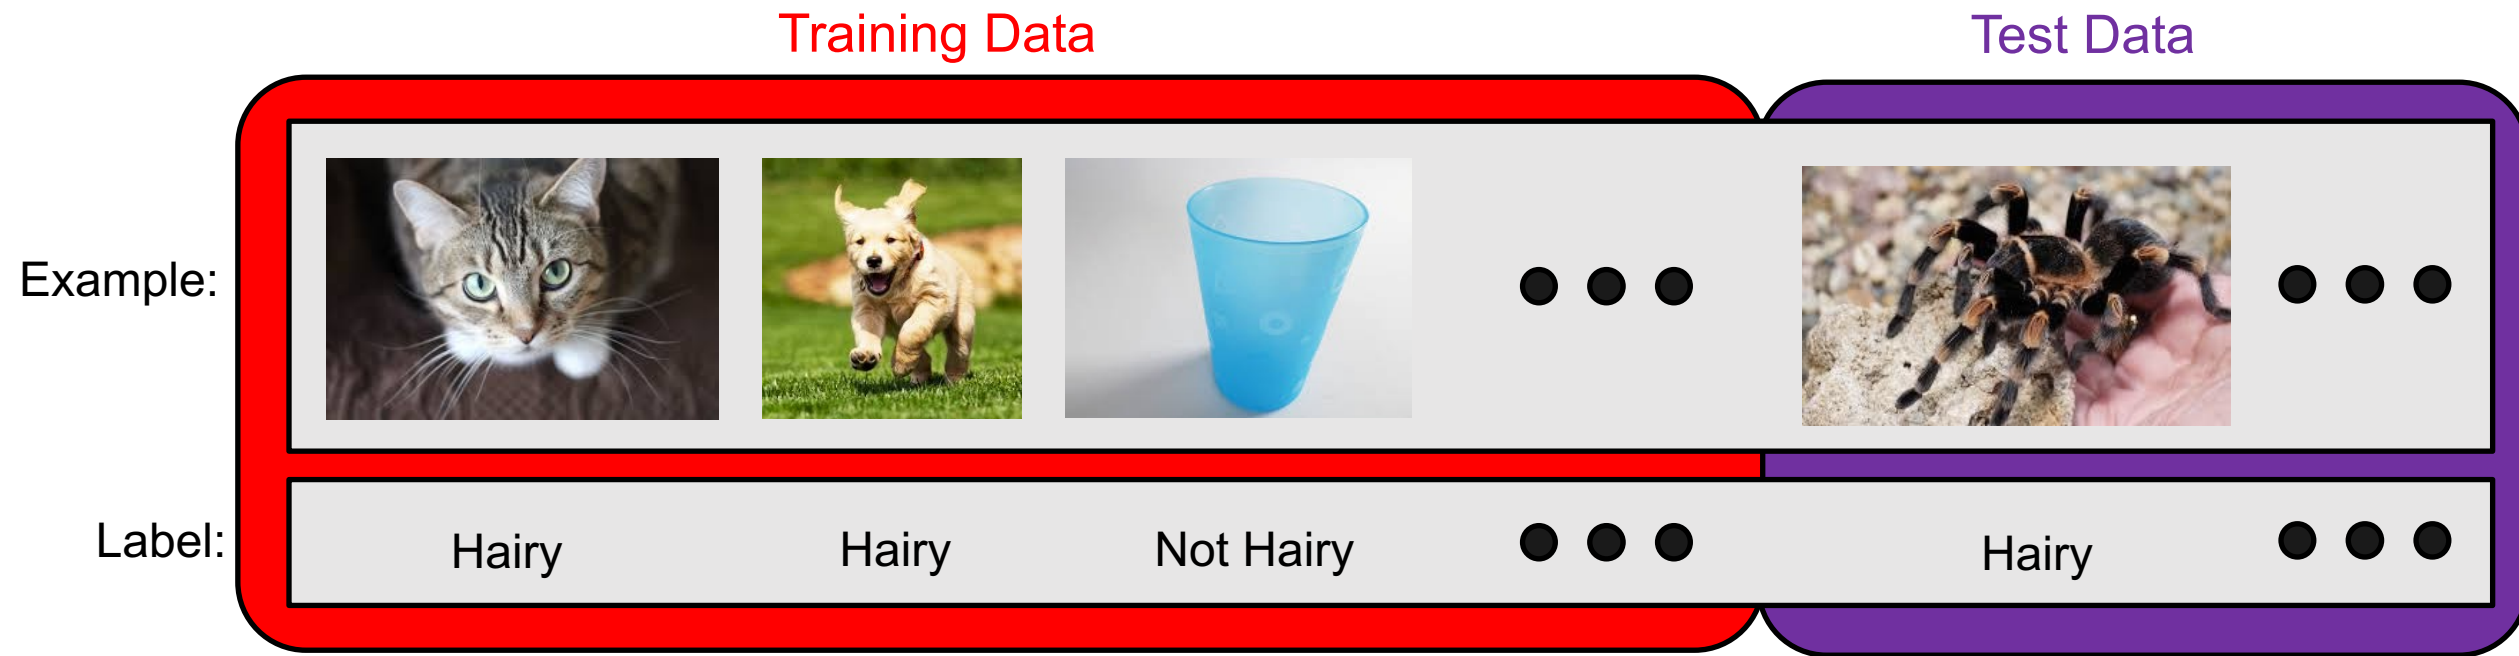 Training Data
Test Data
Example:
Label:
Hairy
Hairy
Not Hairy
Hairy